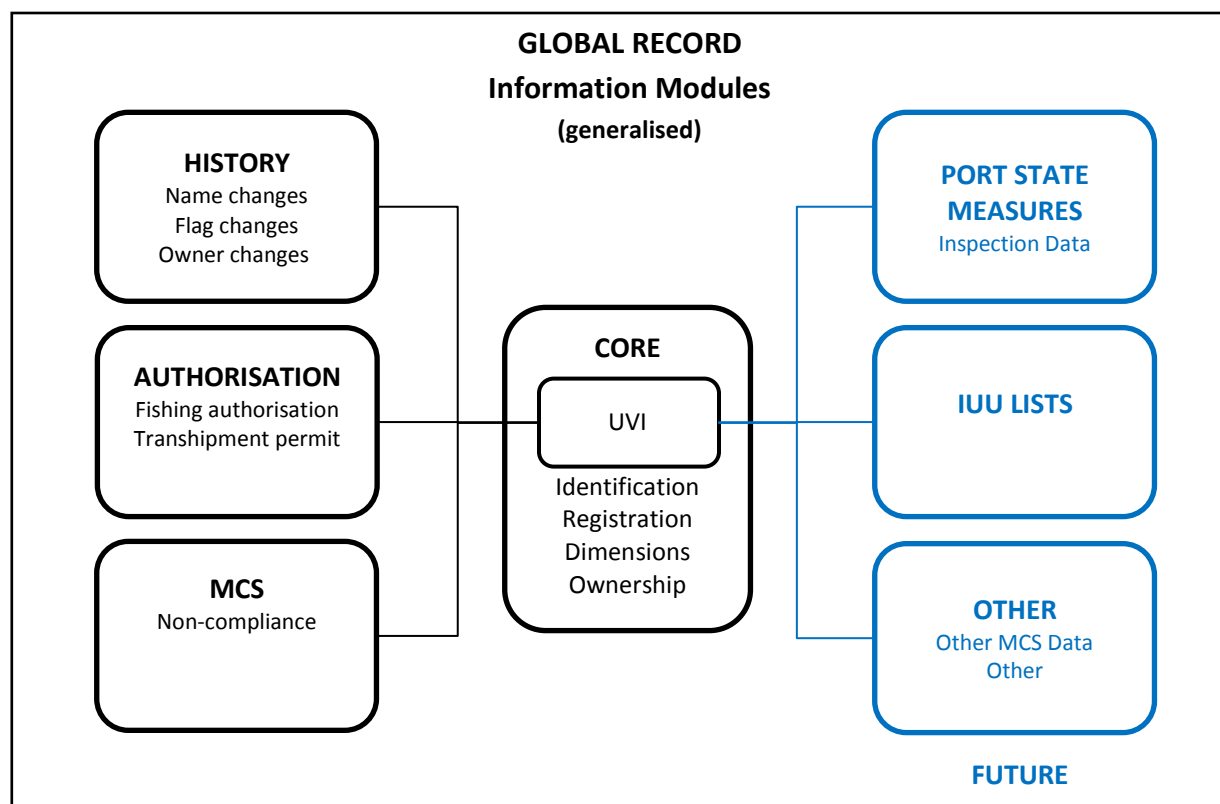 GLOBAL RECORD
Information Modules
(generalised)
HISTORY
Name changes
Flag changes
Owner changes
AUTHORISATION
Fishing authorisation
Transhipment permit
MCS
Non-compliance
CORE
UVI
Identification
Registration
Dimensions
Ownership
PORT STATE
MEASURES
Inspection Data
IUU LISTS
OTHER
Other MCS Data
Other
FUTURE